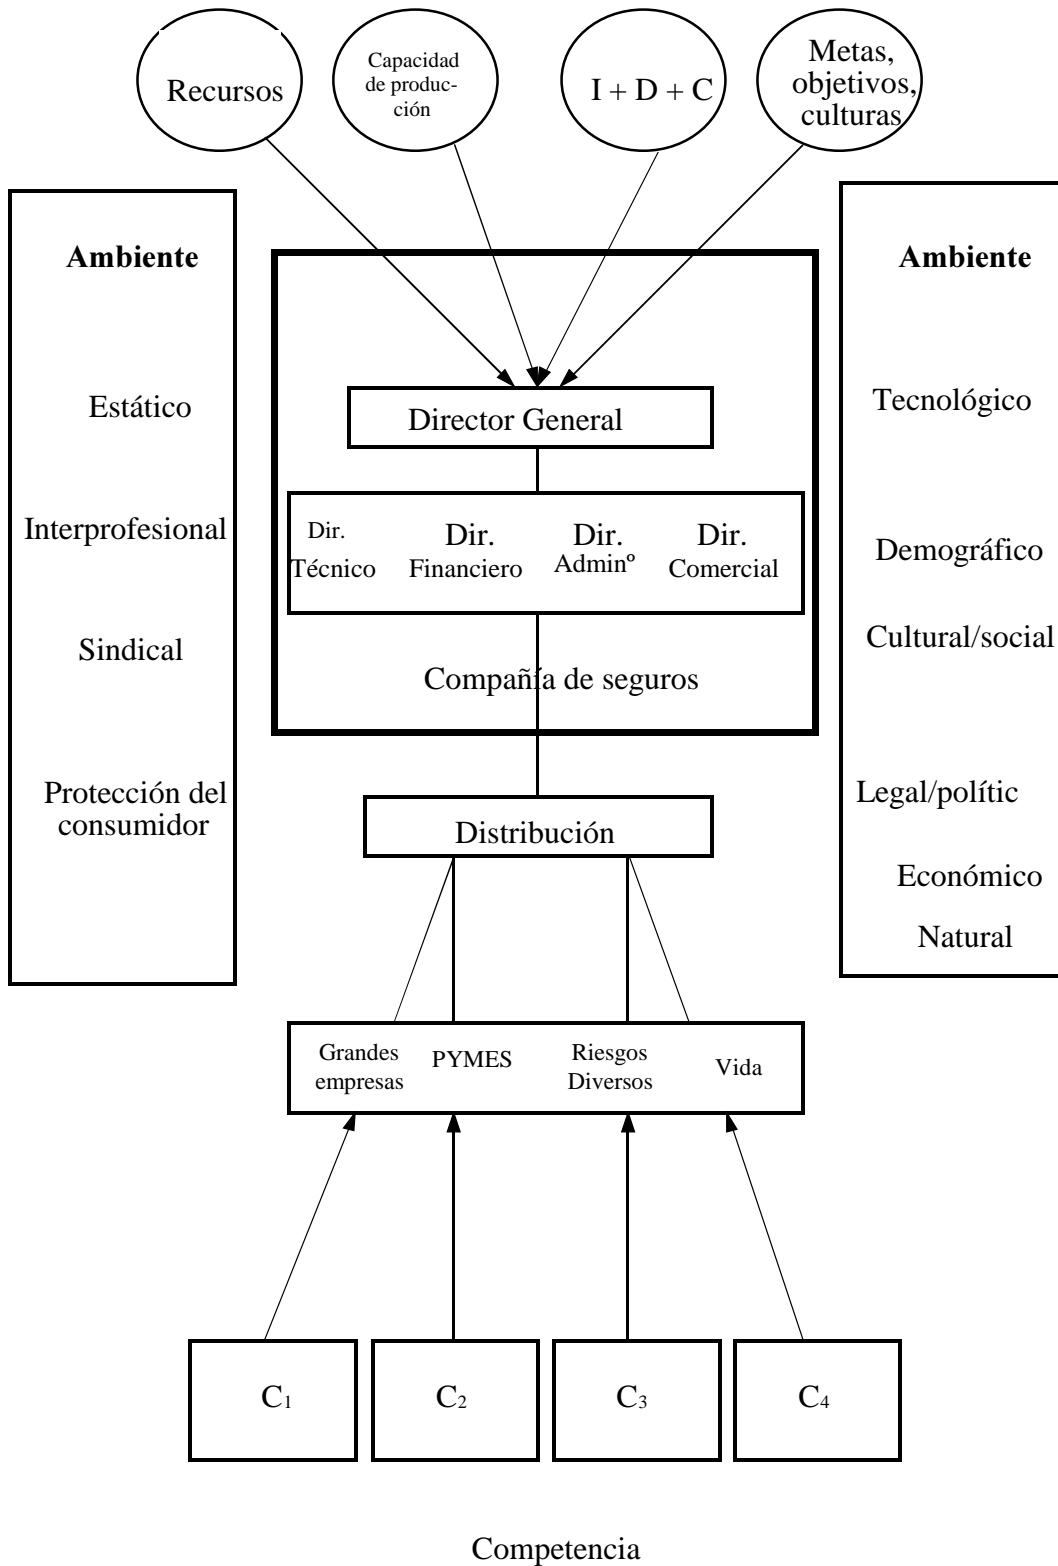 Recursos
Capacidad
de produc-
ción
I + D + C
Metas,
objetivos,
culturas
Ambiente
Estático
Interprofesional
Sindical
Protección del
consumidor
Director General
Dir.
Técnico
Dir.
Financiero
Dir.
Adminº
Dir.
Comercial
Compañía de seguros
Ambiente
Tecnológico
Demográfico
Cultural/social
Legal/polític
Económico
Natural
Distribución
Grandes
empresas
PYMES
Riesgos
Diversos
Vida
C₁
C₂
C₃
C₄
Competencia